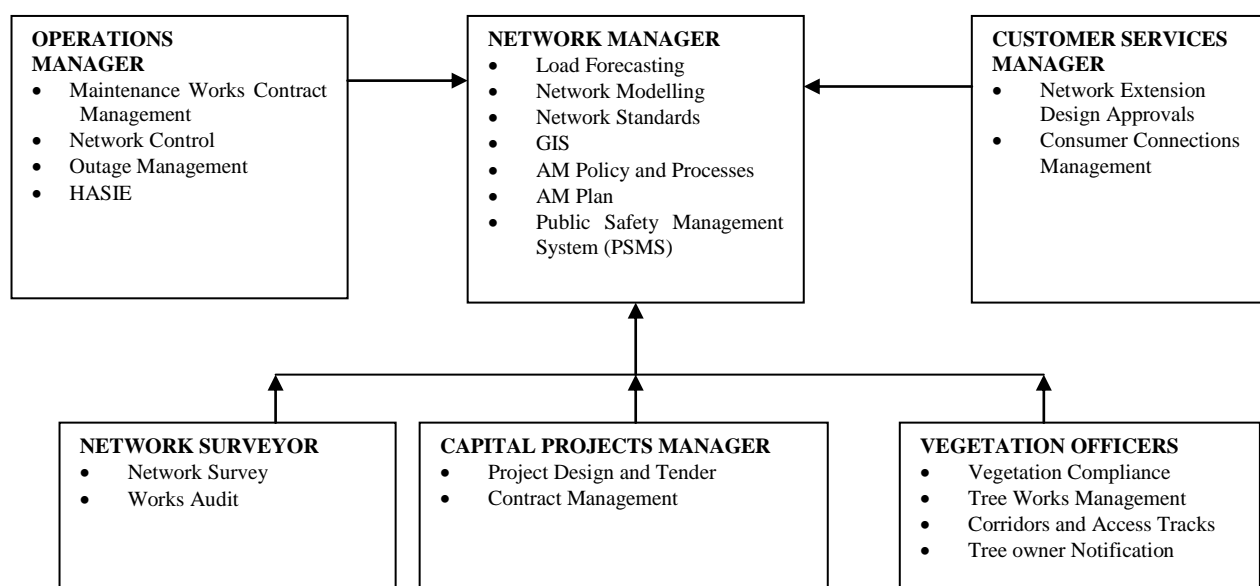 OPERATIONS
MANAGER
• Maintenance Works Contract
Management
• Network Control
• Outage Management
• HASIE
NETWORK MANAGER
• Load Forecasting
• Network Modelling
• Network Standards
• GIS
• AM Policy and Processes
• AM Plan
• Public Safety Management
System (PSMS)
CUSTOMER SERVICES
MANAGER
• Network Extension
Design Approvals
• Consumer Connections
Management
NETWORK SURVEYOR
• Network Survey
• Works Audit
CAPITAL PROJECTS MANAGER
• Project Design and Tender
• Contract Management
VEGETATION OFFICERS
• Vegetation Compliance
• Tree Works Management
• Corridors and Access Tracks
• Tree owner Notification